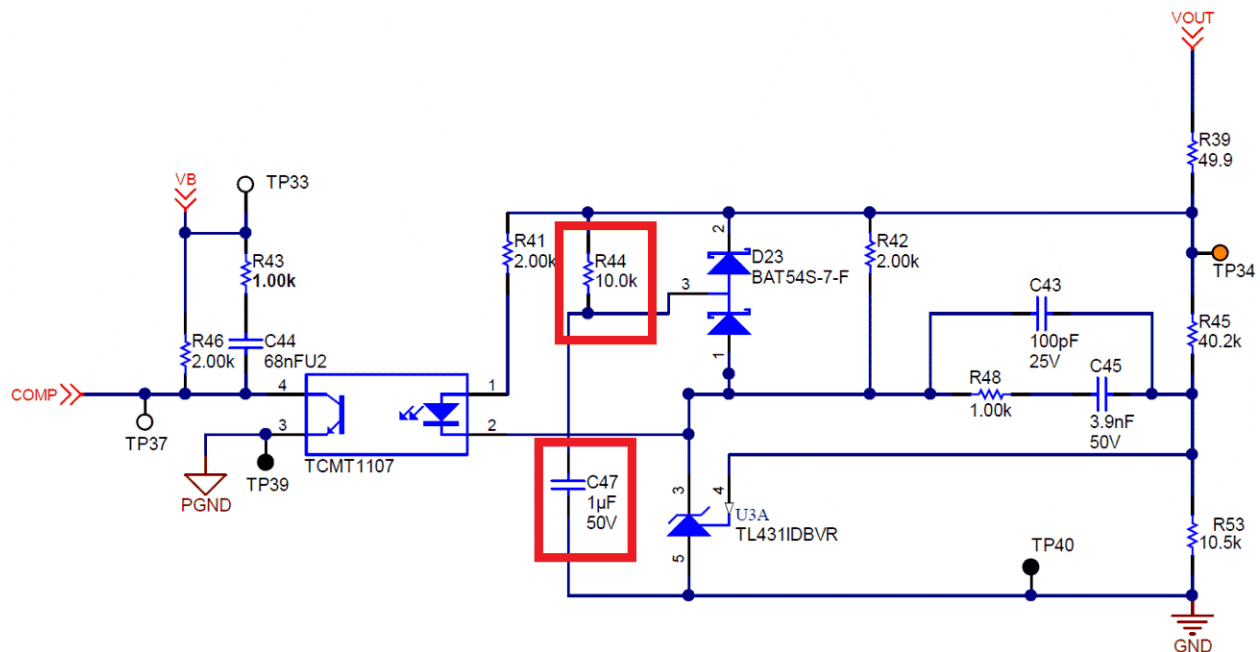 VOUT
R39
49.9
VB
TP33
R43
1.00k
R41
2.00k
R44
10.0k
2
D23
BAT54S-7-F
3
1
R42
2.00k
TP34
C43
100pF
25V
R45
40.2k
R46
2.00k
C44
68nFU2
COMP
TP37
4
3
1
2
TCMT1107
TP39
PGND
R48
1.00k
C45
3.9nF
50V
C47
1µF
50V
3
4
U3A
TL431IDBVR
5
TP40
R53
10.5k
GND